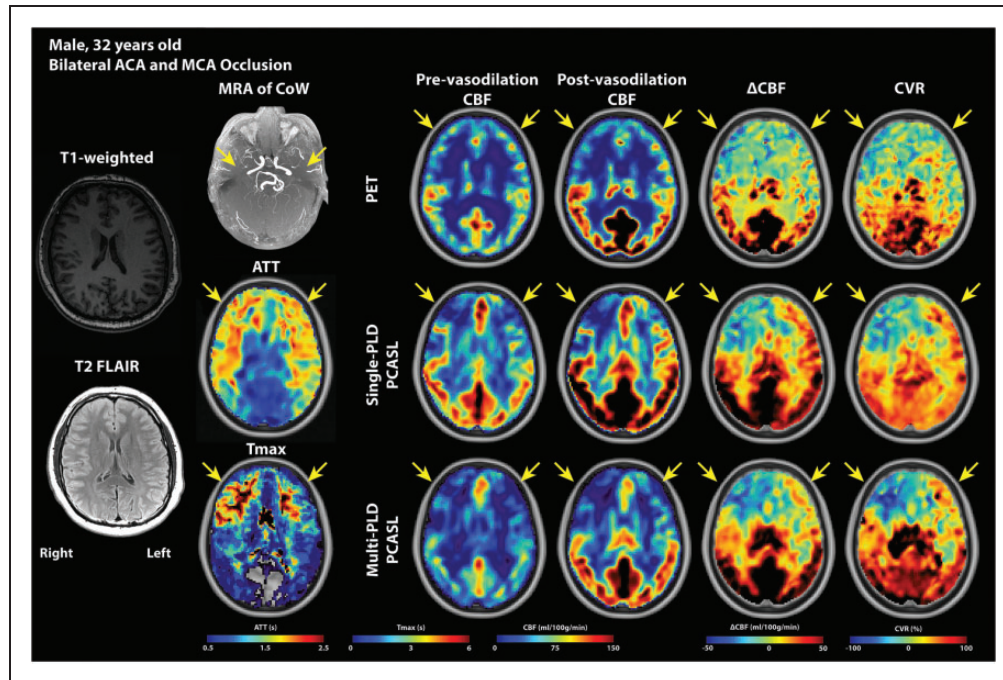 Male, 32 years old
Bilateral ACA and MCA Occlusion
MRA of CoW
Pre-vasodilation CBF
Post-vasodilation CBF
ΔCBF
CVR
T1-weighted
PET
ATT
Single-PLD PCASL
T2 FLAIR
Tmax
Multi-PLD PCASL
Right Left
ATT (s)
0.5 1.5 2.5
Tmax (s)
0 3 6
CBF (ml/100g/min)
0 75 150
ΔCBF (ml/100g/min)
-50 50
CVR (%)
-100 100